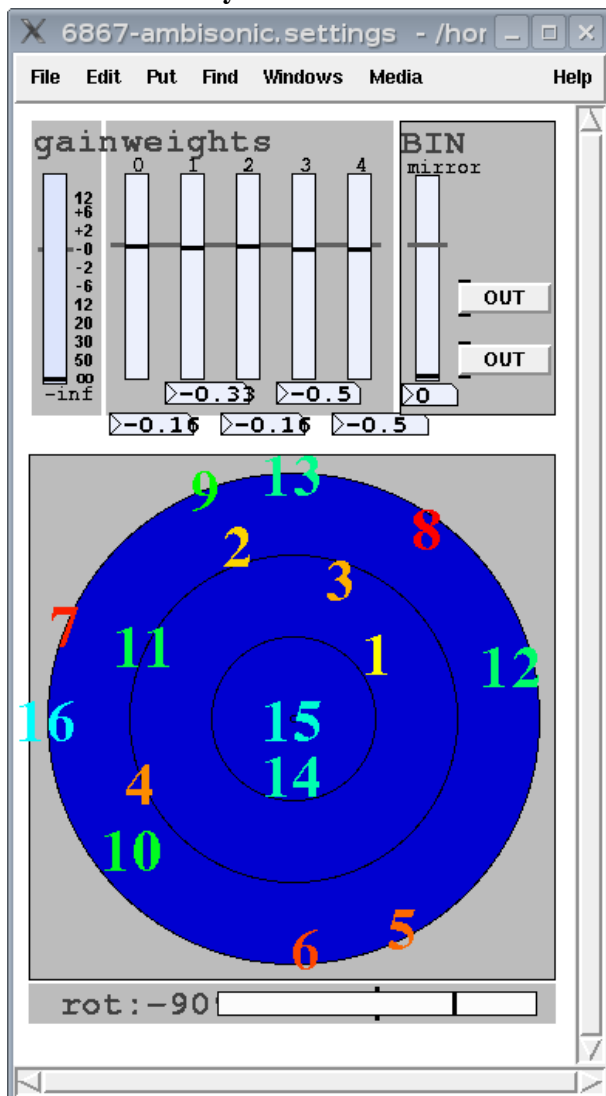 X 6867-ambisonic.settings - /hor
File Edit Put Find Windows Media Help
gain weights BIN
0 1 2 3 4 mirror
12
+6
+2
-0
-2
-6
12 OUT
20
30
50 OUT
∞
-inf -0.33 -0.5 0
-0.16 -0.16 -0.5
9 13
2 8
3
7 11 1 12
16 15
4 14
10
5
6
rot:-90